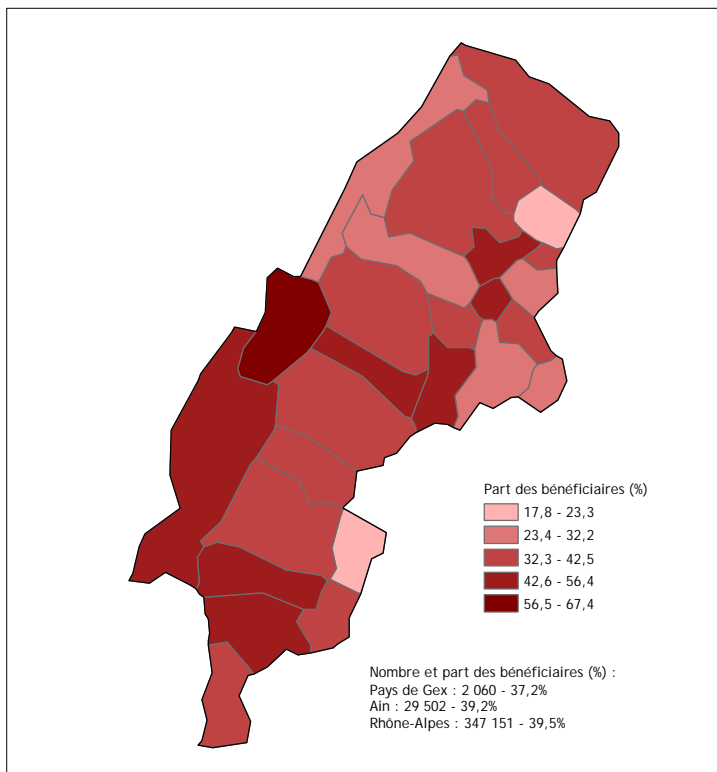 Part des bénéficiaires (%)
17,8 - 23,3
23,4 - 32,2
32,3 - 42,5
42,6 - 56,4
56,5 - 67,4
Nombre et part des bénéficiaires (%) :
Pays de Gex : 2 060 - 37,2%
Ain : 29 502 - 39,2%
Rhône-Alpes : 347 151 - 39,5%